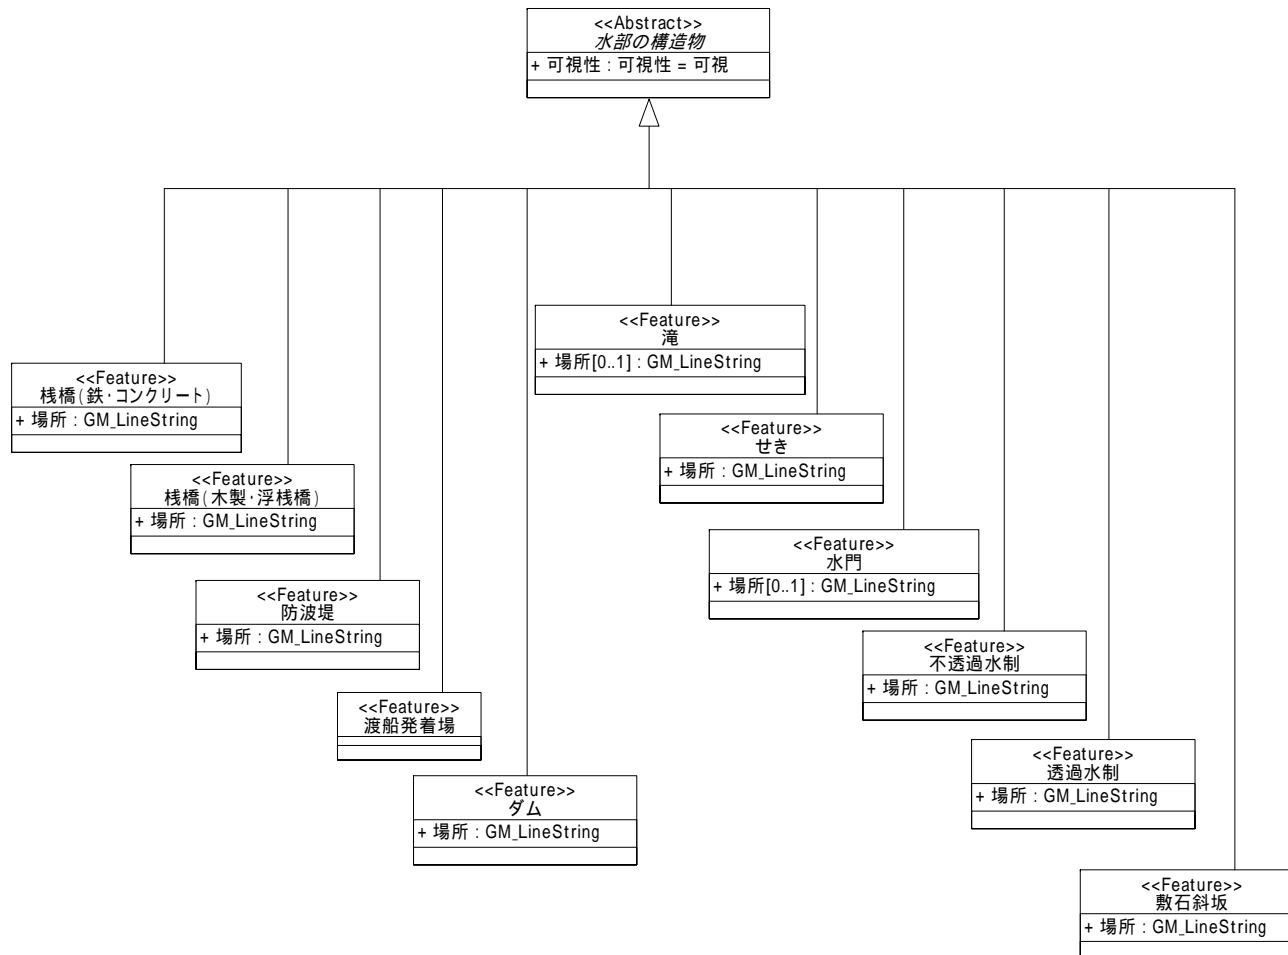 <<Abstract>>
水部の構造物
+ 可視性 : 可視性 = 可視
<<Feature>>
滝
+ 場所[0..1] : GM_LineString
<<Feature>>
桟橋(鉄・コンクリート)
+ 場所 : GM_LineString
<<Feature>>
せき
+ 場所 : GM_LineString
<<Feature>>
桟橋(木製・浮桟橋)
+ 場所 : GM_LineString
<<Feature>>
水門
+ 場所[0..1] : GM_LineString
<<Feature>>
防波堤
+ 場所 : GM_LineString
<<Feature>>
不透過水制
+ 場所 : GM_LineString
<<Feature>>
渡船発着場
<<Feature>>
透過水制
+ 場所 : GM_LineString
<<Feature>>
ダム
+ 場所 : GM_LineString
<<Feature>>
敷石斜坂
+ 場所 : GM_LineString